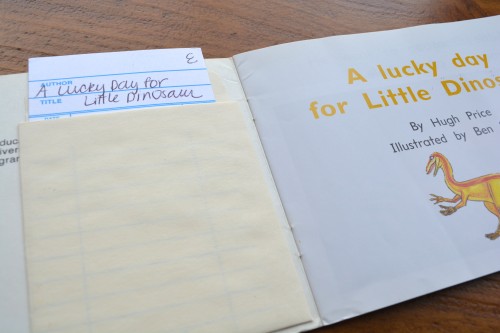 E
AUTHOR
A Lucky Day for
TITLE
Little Dinosaur
A lucky day
for Little Dinos
By Hugh Price
Illustrated by Ben